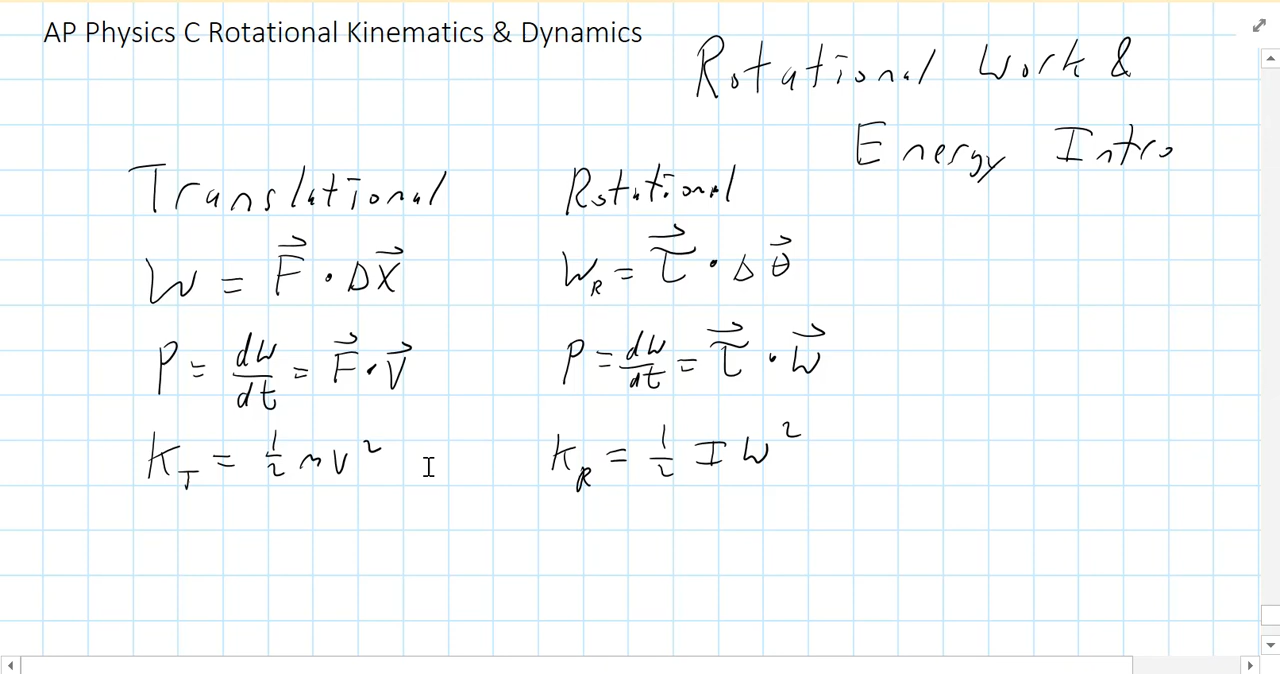 AP Physics C Rotational Kinematics & Dynamics
Rotational Work &
Energy Intro
Translational Rotational
W = F⃗ · Δx⃗ W_R = τ⃗ · Δθ⃗
P = dW/dt = F⃗ · v⃗ P = dW/dt = τ⃗ · ω⃗
K_T = ½ mv² K_R = ½ I ω²